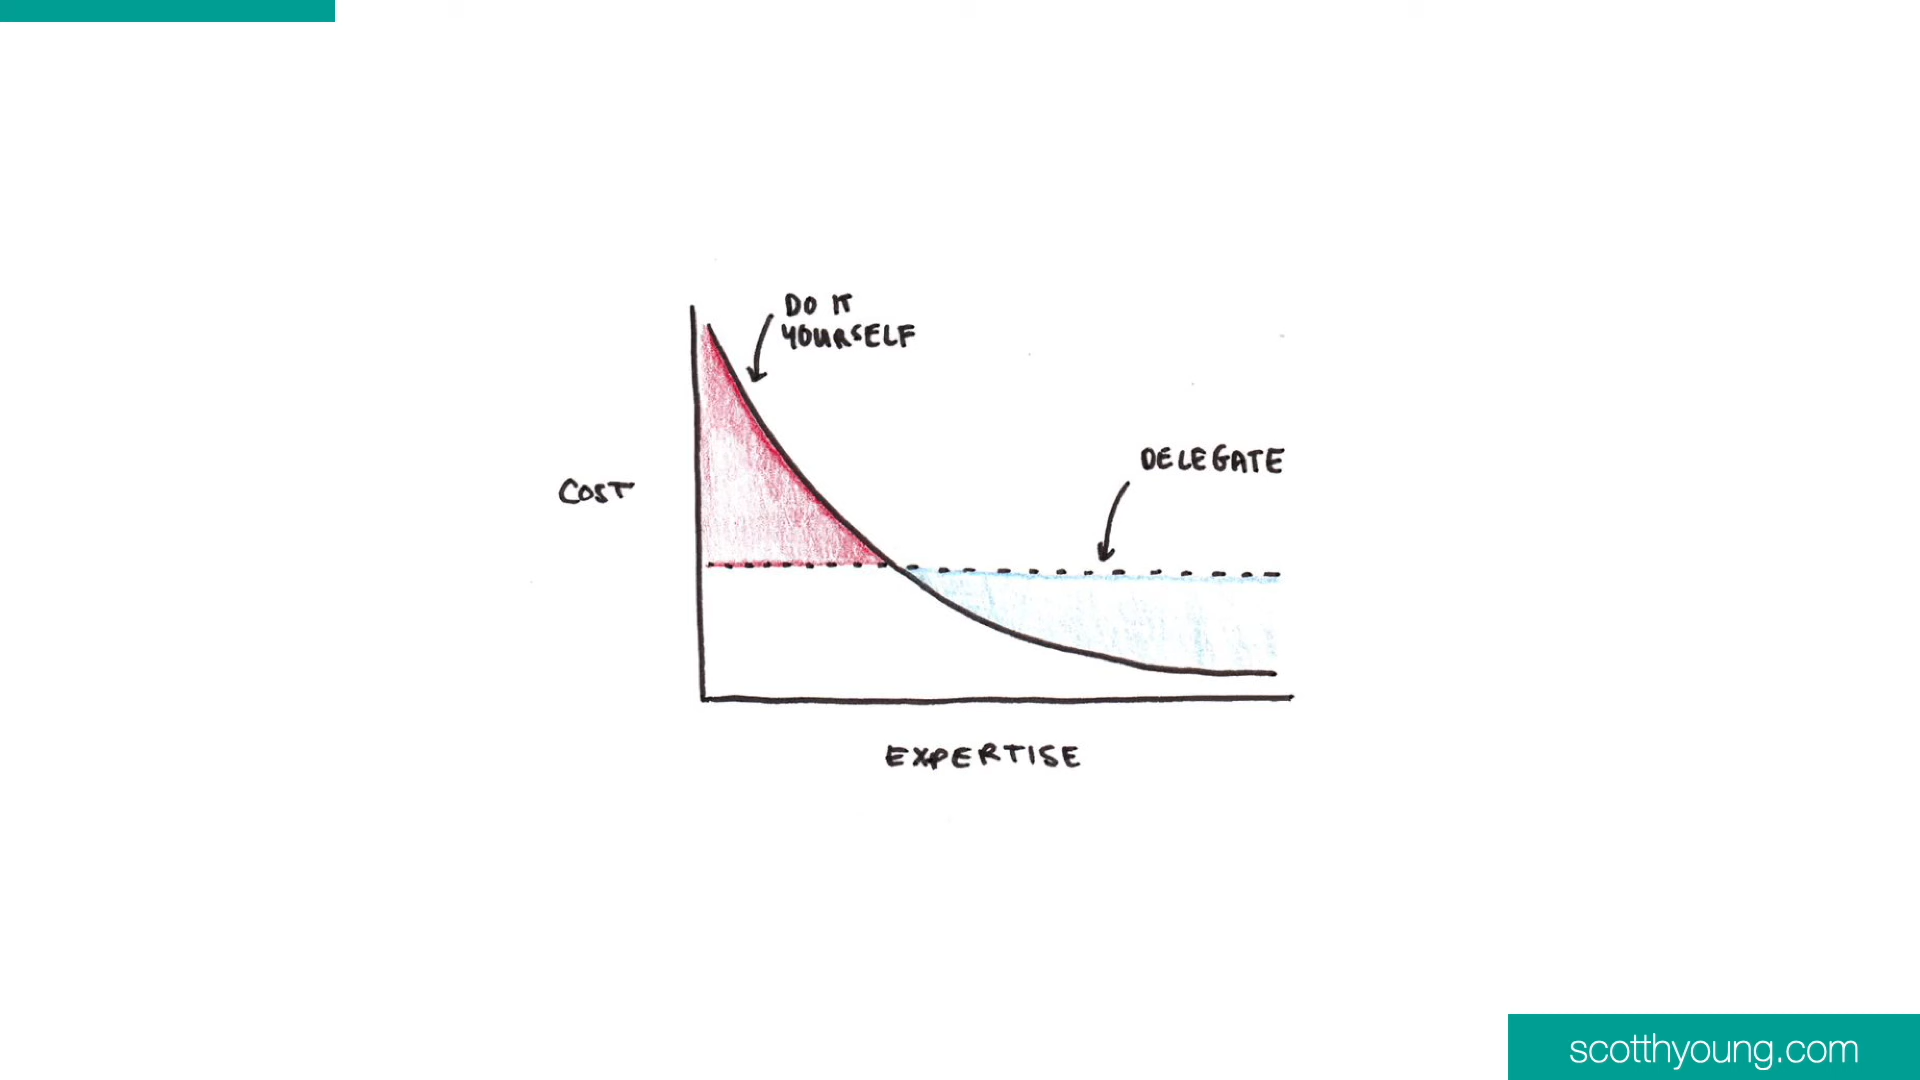 DO IT
YOURSELF
DELEGATE
COST
EXPERTISE
scotthyoung.com